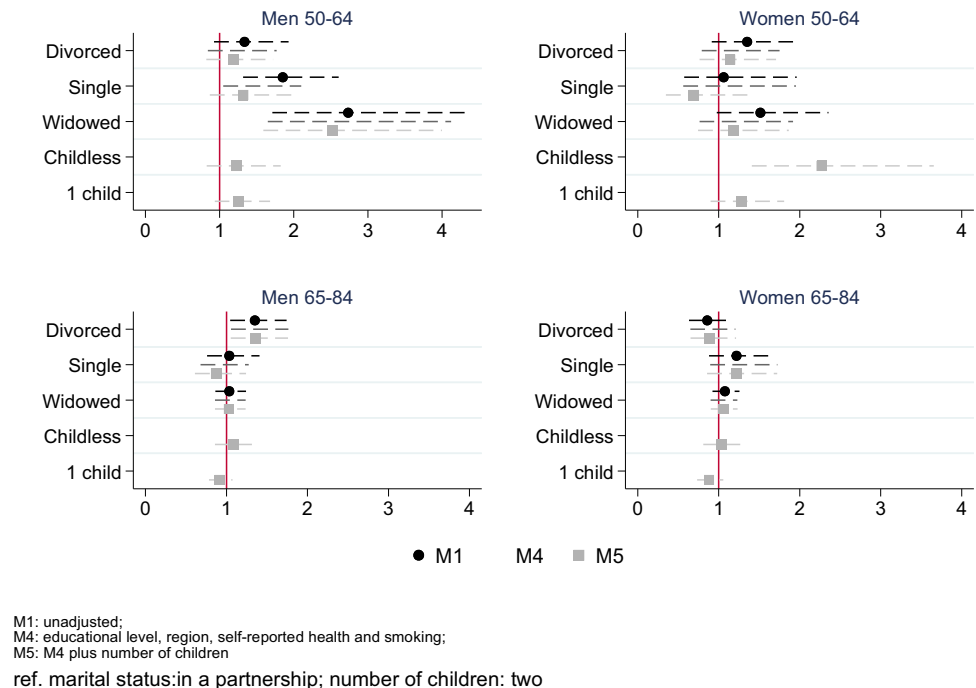 Men 50-64
Divorced
Single
Widowed
Childless
1 child
0 1 2 3 4
Women 50-64
Divorced
Single
Widowed
Childless
1 child
0 1 2 3 4
Men 65-84
Divorced
Single
Widowed
Childless
1 child
0 1 2 3 4
Women 65-84
Divorced
Single
Widowed
Childless
1 child
0 1 2 3 4
M1 M4 M5
M1: unadjusted;
M4: educational level, region, self-reported health and smoking;
M5: M4 plus number of children
ref. marital status:in a partnership; number of children: two